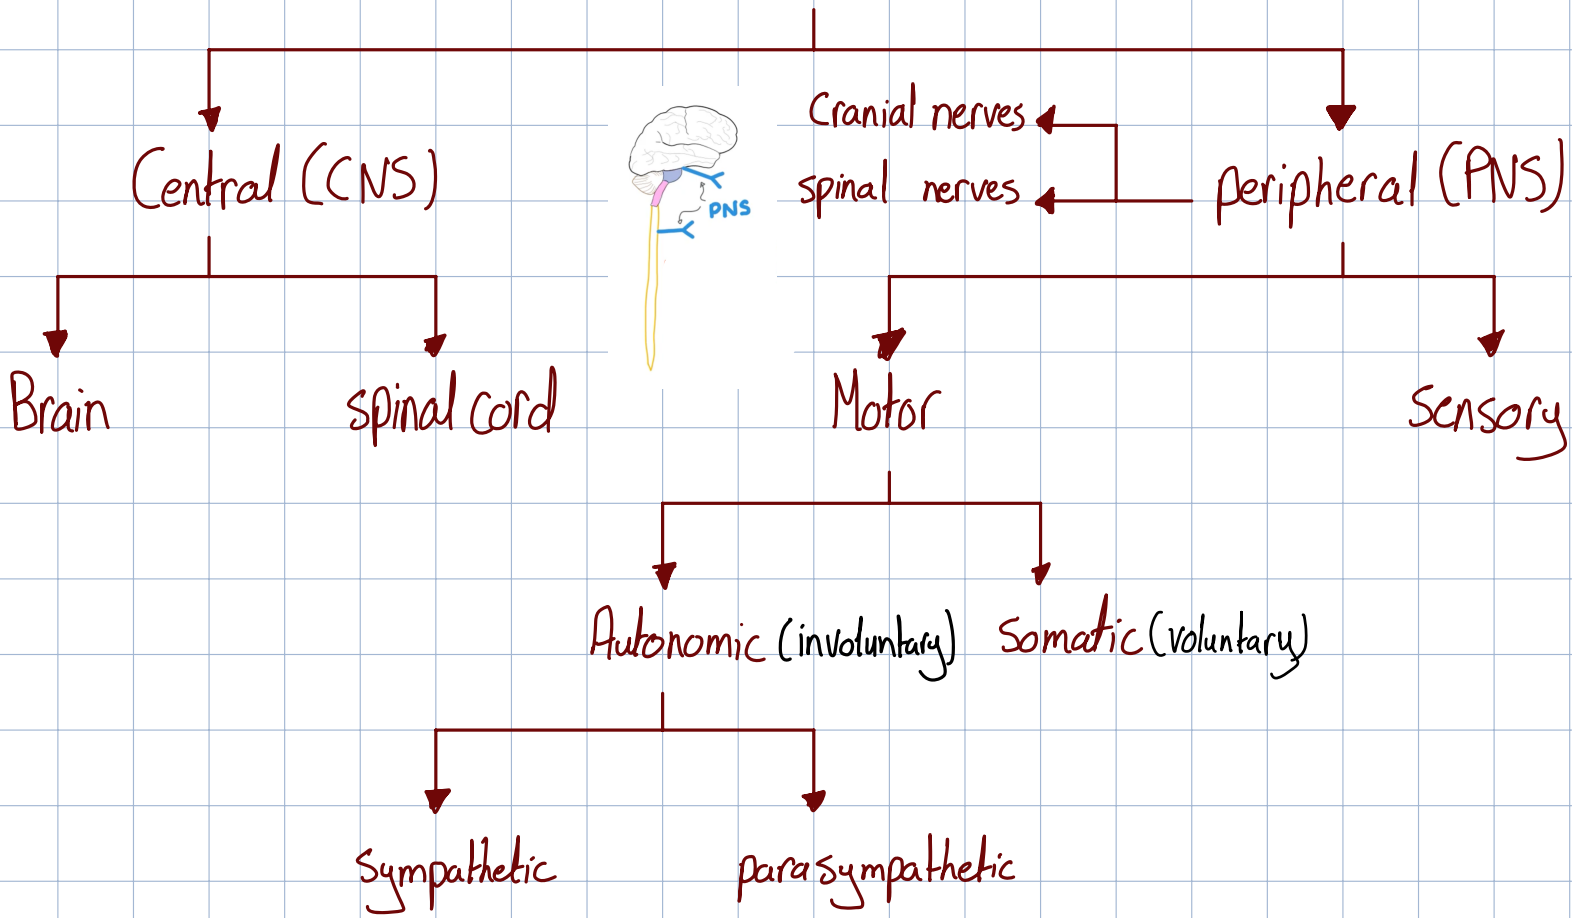 Cranial nerves
Central (CNS)
spinal nerves
peripheral (PNS)
PNS
Brain
spinal cord
Motor
Sensory
Autonomic (involuntary)
Somatic (voluntary)
sympathetic
parasympathetic